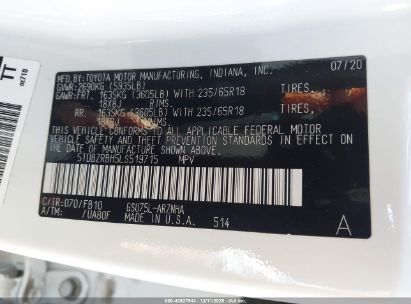 MFD.BY:TOYOTA MOTOR MANUFACTURING, INDIANA, INC. 07/20
GVWR:2690KG (5935LB)
GAWR:FRT. 1635KG (3605LB) WITH 235/65R18 TIRES,
18X8J RIMS,
RR. 1635KG (3605LB) WITH 235/65R18 TIRES,
18X8J RIMS,
THIS VEHICLE CONFORMS TO ALL APPLICABLE FEDERAL MOTOR
VEHICLE SAFETY AND THEFT PREVENTION STANDARDS IN EFFECT
ON THE DATE OF MANUFACTURE SHOWN ABOVE.
5TDBZRBH5LS519715 MPV
C/IR:070/FB10 GSU75L-ARZNHA
A/TM: /UA80F MADE IN U.S.A. 514 A